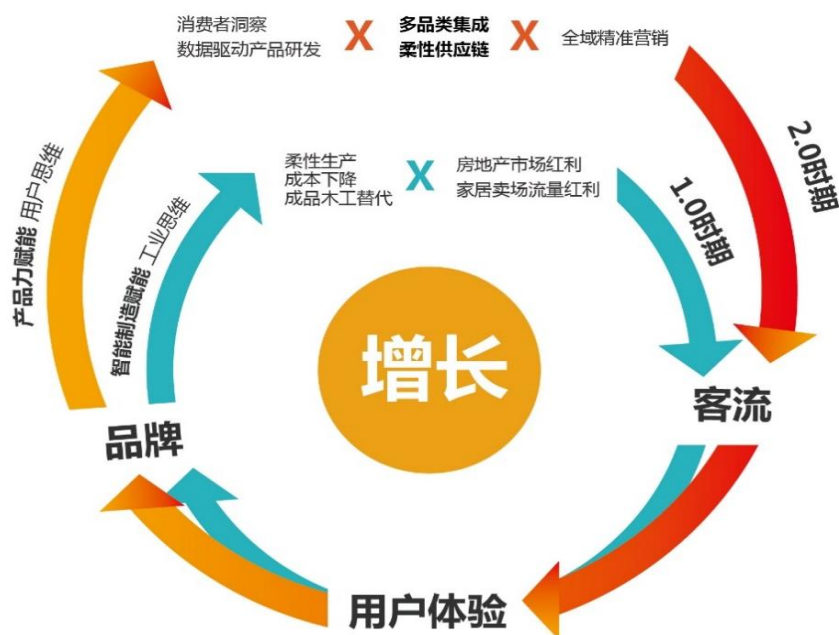 消费者洞察
数据驱动产品研发
X
多品类集成
柔性供应链
X
全域精准营销
柔性生产
成本下降
成品木工替代
X
房地产市场红利
家居卖场流量红利
2.0时期
1.0时期
产品力赋能 用户思维
智能制造赋能 工业思维
增长
客流
品牌
用户体验